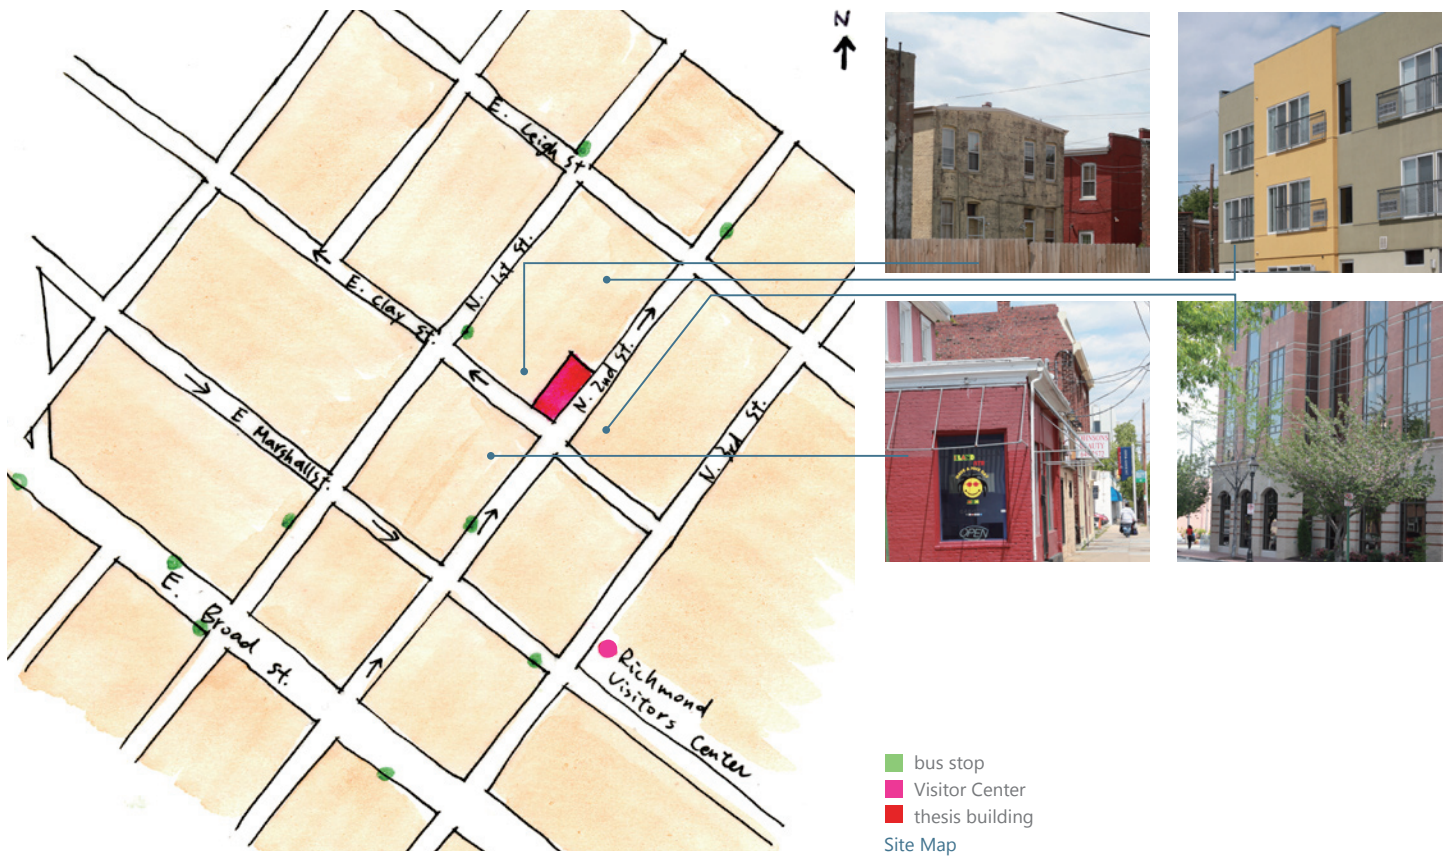 N
E. Leigh St
N. 1st St.
E. Clay St.
N. 2nd St.
N. 3rd St.
E Marshall St.
E. Broad St.
Richmond
Visitors Center
OPEN
bus stop
Visitor Center
thesis building
Site Map